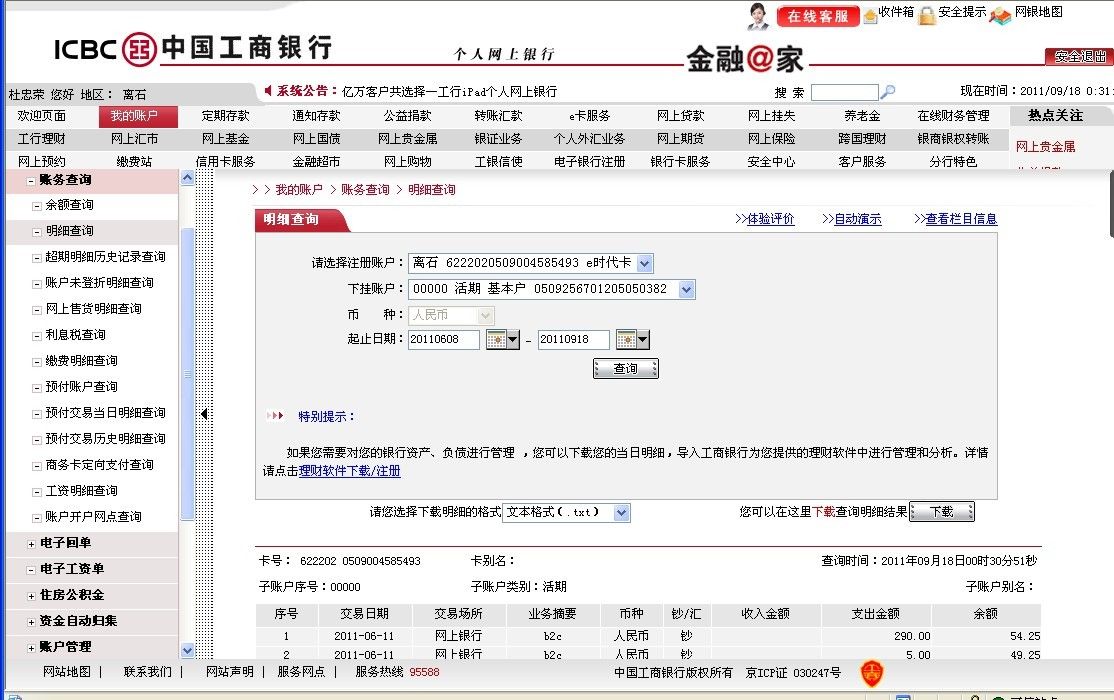 在线客服 收件箱 安全提示 网银地图
ICBC 中国工商银行 个人网上银行 金融@家 安全退出
杜忠荣 您好 地区： 离石 系统公告：亿万客户共选择一工行iPad个人网上银行 搜 索 现在时间：2011/09/18 0:31:
欢迎页面 我的账户 定期存款 通知存款 公益捐款 转账汇款 e卡服务 网上贷款 网上挂失 养老金 在线财务管理 热点关注
工行理财 网上汇市 网上基金 网上国债 网上贵金属 银证业务 个人外汇业务 网上期货 网上保险 跨国理财 银商银权转账 网上贵金属
网上预约 缴费站 信用卡服务 金融超市 网上购物 工银信使 电子银行注册 银行卡服务 安全中心 客户服务 分行特色
账务查询
余额查询
明细查询
超期明细历史记录查询
账户未登折明细查询
网上售货明细查询
利息税查询
缴费明细查询
预付账户查询
预付交易当日明细查询
预付交易历史明细查询
商务卡定向支付查询
工资明细查询
账户开户网点查询
电子回单
电子工资单
住房公积金
资金自动归集
账户管理
> > 我的账户 > 账务查询 > 明细查询
明细查询 >>体验评价 >>自动演示 >>查看栏目信息
请选择注册账户： 离石 6222020509004585493 e时代卡
下挂账户： 00000 活期 基本户 0509256701205050382
币 种： 人民币
起止日期： 20110608 - 20110918
查询
特别提示：
如果您需要对您的银行资产、负债进行管理 ，您可以下载您的当日明细，导入工商银行为您提供的理财软件中进行管理和分析。详情
请点击理财软件下载/注册
请您选择下载明细的格式 文本格式(.txt) 您可以在这里下载查询明细结果 下载
卡号： 622202 0509004585493 卡别名： 查询时间：2011年09月18日00时30分51秒
子账户序号：00000 子账户类别：活期 子账户别名：
序号 交易日期 交易场所 业务摘要 币种 钞/汇 收入金额 支出金额 余额
1 2011-06-11 网上银行 b2c 人民币 钞 290.00 54.25
2 2011-06-11 网上银行 b2c 人民币 钞 5.00 49.25
网站地图 | 联系我们 | 网站声明 | 服务网点 | 服务热线 95588 中国工商银行版权所有 京ICP证 030247号